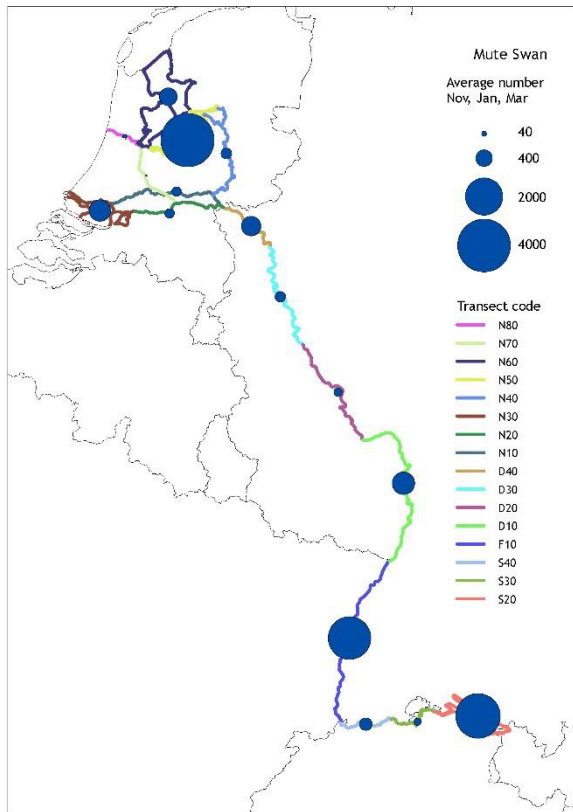 Mute Swan
Average number
Nov, Jan, Mar
40
400
2000
4000
Transect code
N80
N70
N60
N50
N40
N30
N20
N10
D40
D30
D20
D10
F10
S40
S30
S20